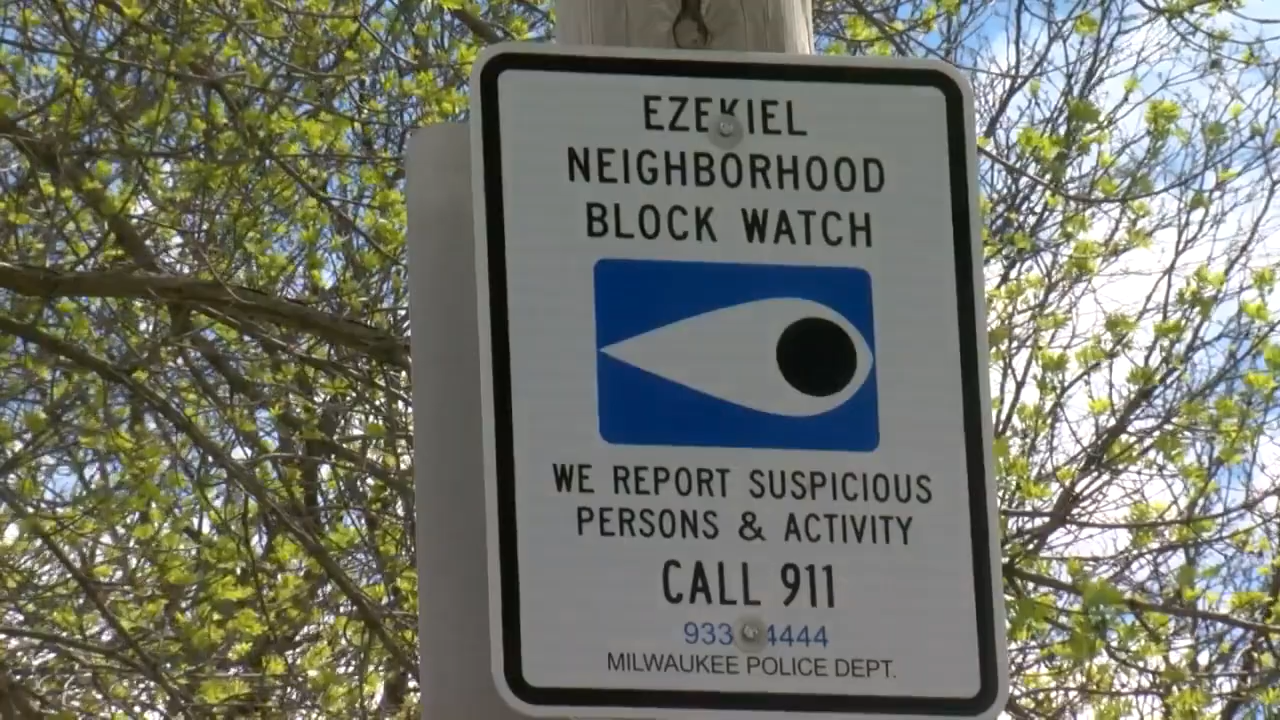 EZEKIEL
NEIGHBORHOOD
BLOCK WATCH
WE REPORT SUSPICIOUS
PERSONS & ACTIVITY
CALL 911
933 4444
MILWAUKEE POLICE DEPT.